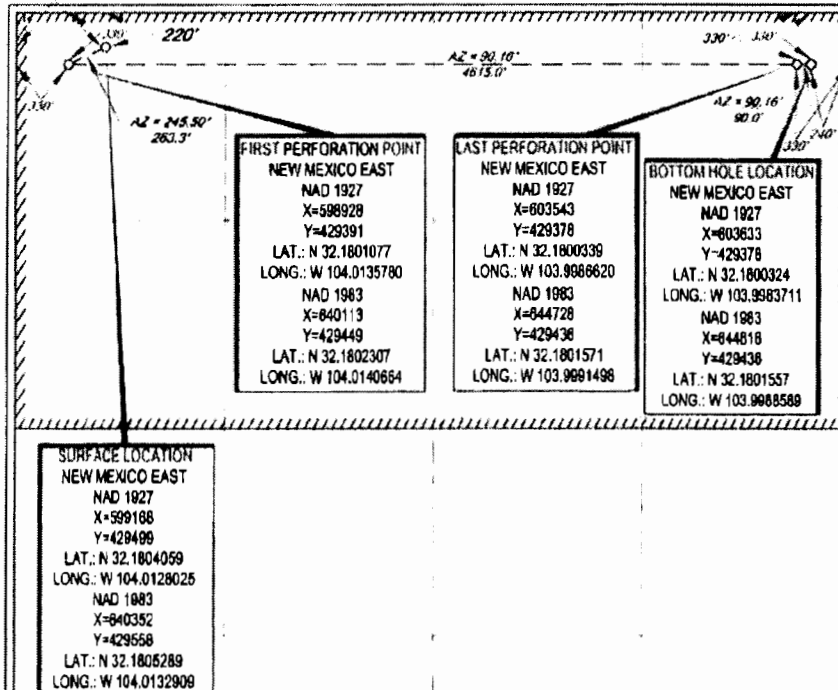 330'
220'
330'
AZ = 245.50°
263.3'
AZ = 90.16°
4615.0'
330'
330'
AZ = 90.16°
90.0'
330'
240'
FIRST PERFORATION POINT
NEW MEXICO EAST
NAD 1927
X=598928
Y=429391
LAT.: N 32.1801077
LONG.: W 104.0135780
NAD 1983
X=640113
Y=429449
LAT.: N 32.1802307
LONG.: W 104.0140664
LAST PERFORATION POINT
NEW MEXICO EAST
NAD 1927
X=603543
Y=429378
LAT.: N 32.1800339
LONG.: W 103.9986620
NAD 1983
X=644728
Y=429436
LAT.: N 32.1801571
LONG.: W 103.9991498
BOTTOM HOLE LOCATION
NEW MEXICO EAST
NAD 1927
X=603633
Y=429378
LAT.: N 32.1800324
LONG.: W 103.9983711
NAD 1983
X=644818
Y=429436
LAT.: N 32.1801557
LONG.: W 103.9988589
SURFACE LOCATION
NEW MEXICO EAST
NAD 1927
X=599168
Y=429499
LAT.: N 32.1804059
LONG.: W 104.0128025
NAD 1983
X=640352
Y=429558
LAT.: N 32.1805289
LONG.: W 104.0132909